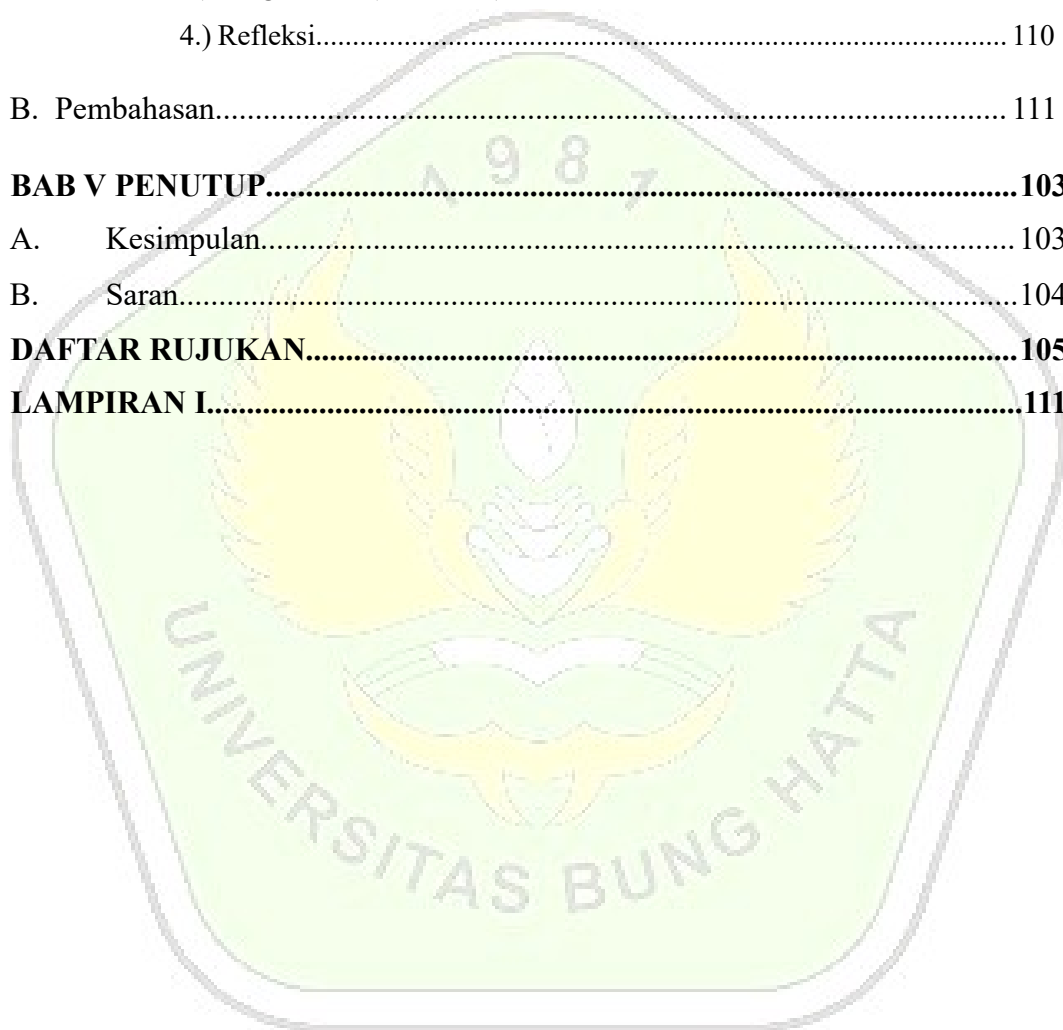 4.) Refleksi.......................................................................................... 110
B. Pembahasan...................................................................................................... 111
1981
BAB V PENUTUP.................................................................................................103
A. Kesimpulan................................................................................................. 103
B. Saran............................................................................................................104
DAFTAR RUJUKAN............................................................................................105
LAMPIRAN I.........................................................................................................111
UNIVERSITAS BUNG HATTA